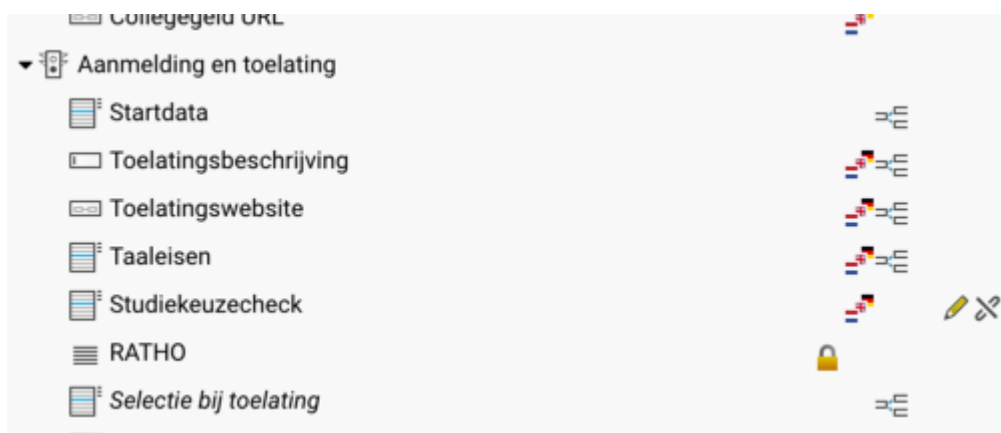 Collegegeld URL
Aanmelding en toelating
Startdata
Toelatingsbeschrijving
Toelatingswebsite
Taaleisen
Studiekeuzecheck
RATHO
Selectie bij toelating